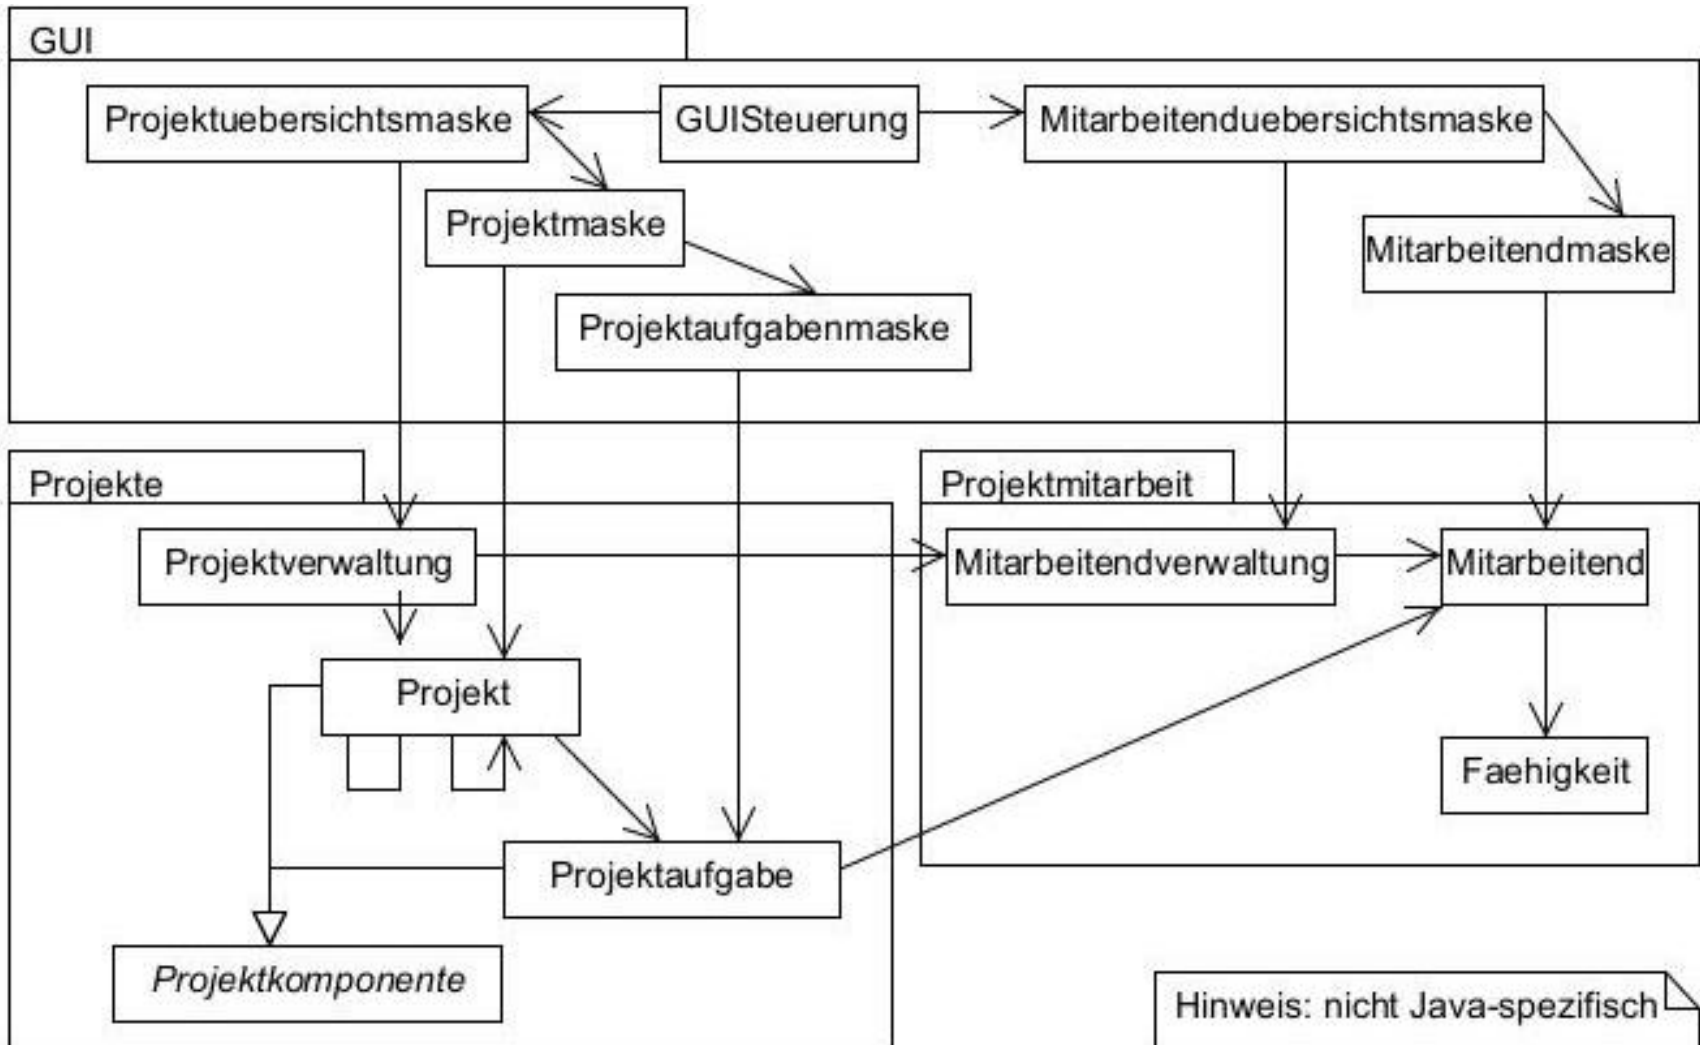 GUI
Projektuebersichtsmaske
GUISteuerung
Mitarbeitenduebersichtsmaske
Projektmaske
Mitarbeitendmaske
Projektaufgabenmaske
Projekte
Projektmitarbeit
Projektverwaltung
Mitarbeitendverwaltung
Mitarbeitend
Projekt
Faehigkeit
Projektaufgabe
Projektkomponente
Hinweis: nicht Java-spezifisch